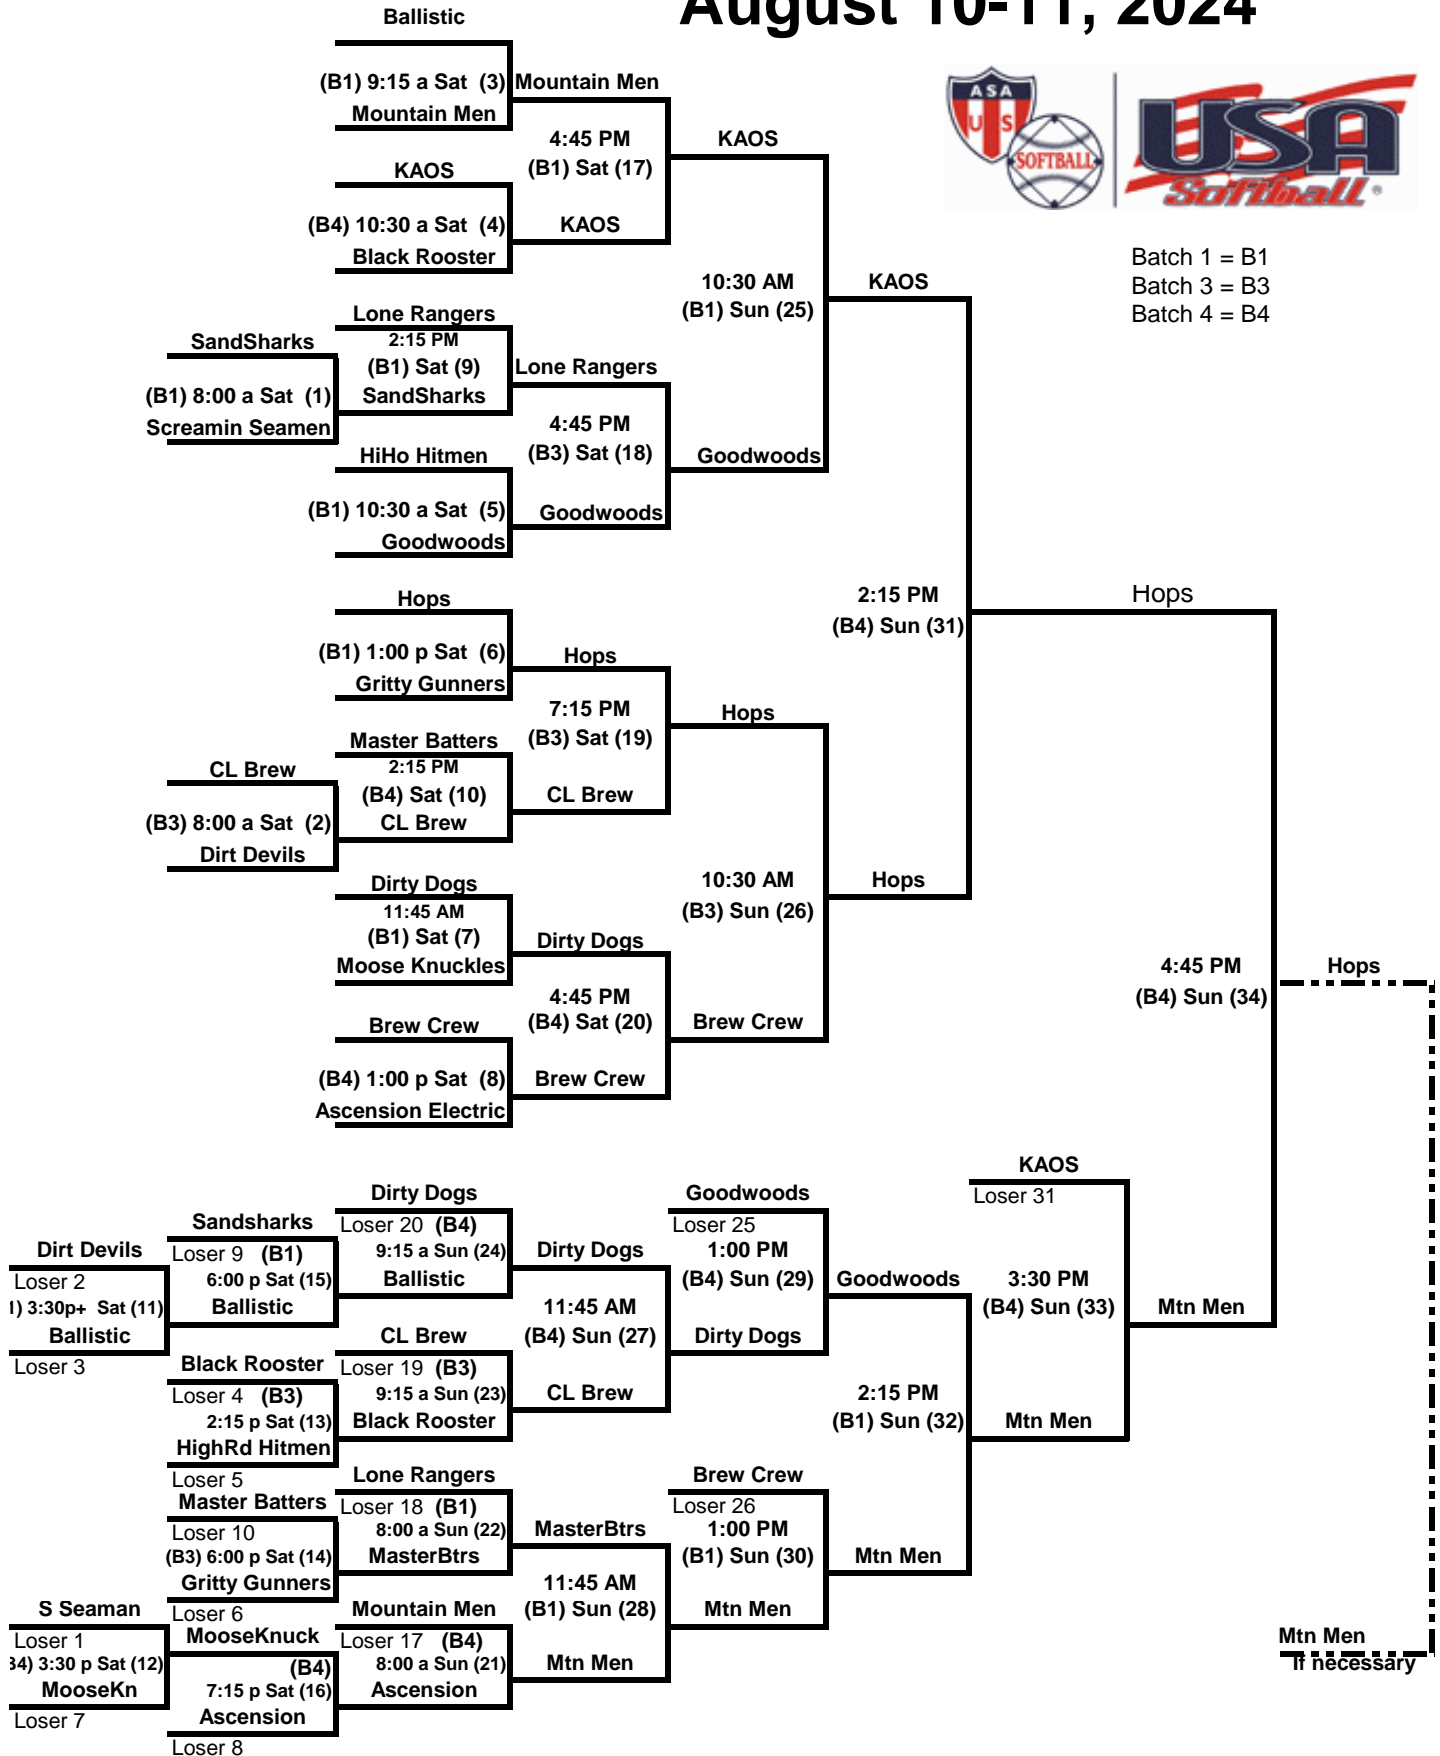 August 10-11, 2024
ASA
US
SOFTBALL
USA
Softball
Batch 1 = B1
Batch 3 = B3
Batch 4 = B4
Ballistic
(B1) 9:15 a Sat (3)
Mountain Men
Mountain Men
4:45 PM
(B1) Sat (17)
KAOS
KAOS
(B4) 10:30 a Sat (4)
KAOS
Black Rooster
10:30 AM
(B1) Sun (25)
KAOS
Lone Rangers
2:15 PM
(B1) Sat (9)
SandSharks
SandSharks
(B1) 8:00 a Sat (1)
Screamin Seamen
Lone Rangers
4:45 PM
(B3) Sat (18)
Goodwoods
HiHo Hitmen
(B1) 10:30 a Sat (5)
Goodwoods
Goodwoods
2:15 PM
(B4) Sun (31)
Hops
Hops
(B1) 1:00 p Sat (6)
Gritty Gunners
Hops
7:15 PM
(B3) Sat (19)
Hops
Master Batters
2:15 PM
(B4) Sat (10)
CL Brew
CL Brew
CL Brew
(B3) 8:00 a Sat (2)
Dirt Devils
10:30 AM
(B3) Sun (26)
Hops
Dirty Dogs
11:45 AM
(B1) Sat (7)
Moose Knuckles
Dirty Dogs
4:45 PM
(B4) Sat (20)
Brew Crew
Brew Crew
(B4) 1:00 p Sat (8)
Ascension Electric
Brew Crew
4:45 PM
(B4) Sun (34)
Hops
KAOS
Loser 31
3:30 PM
(B4) Sun (33)
Mtn Men
Dirty Dogs
Loser 20 (B4)
9:15 a Sun (24)
Ballistic
Goodwoods
Loser 25
1:00 PM
(B4) Sun (29)
Goodwoods
Sandsharks
Loser 9 (B1)
6:00 p Sat (15)
Ballistic
Dirt Devils
Loser 2
1) 3:30p+ Sat (11)
Ballistic
Loser 3
Dirty Dogs
11:45 AM
(B4) Sun (27)
Dirty Dogs
CL Brew
Loser 19 (B3)
9:15 a Sun (23)
Black Rooster
CL Brew
Black Rooster
Loser 4 (B3)
2:15 p Sat (13)
HighRd Hitmen
Loser 5
2:15 PM
(B1) Sun (32)
Mtn Men
Lone Rangers
Loser 18 (B1)
8:00 a Sun (22)
MasterBtrs
Brew Crew
Loser 26
1:00 PM
(B1) Sun (30)
Mtn Men
Master Batters
Loser 10
(B3) 6:00 p Sat (14)
Gritty Gunners
Loser 6
MasterBtrs
11:45 AM
(B1) Sun (28)
Mtn Men
Mountain Men
Loser 17 (B4)
8:00 a Sun (21)
Ascension
Mtn Men
S Seaman
Loser 1
34) 3:30 p Sat (12)
MooseKn
Loser 7
MooseKnuck
(B4)
7:15 p Sat (16)
Ascension
Loser 8
Mtn Men
If necessary